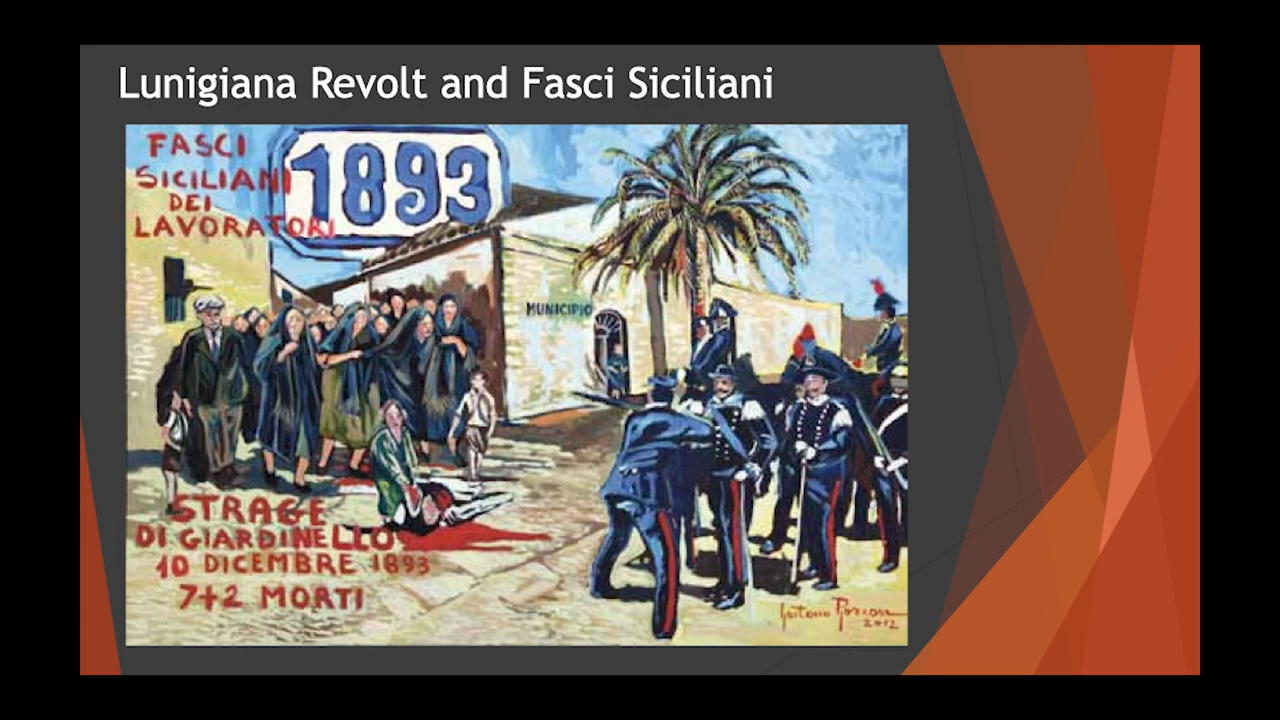 Lunigiana Revolt and Fasci Siciliani
FASCI
SICILIANI
DEI
LAVORATORI
1893
MUNICIPIO
STRAGE
DI GIARDINELLO
10 DICEMBRE 1893
7+2 MORTI
2012